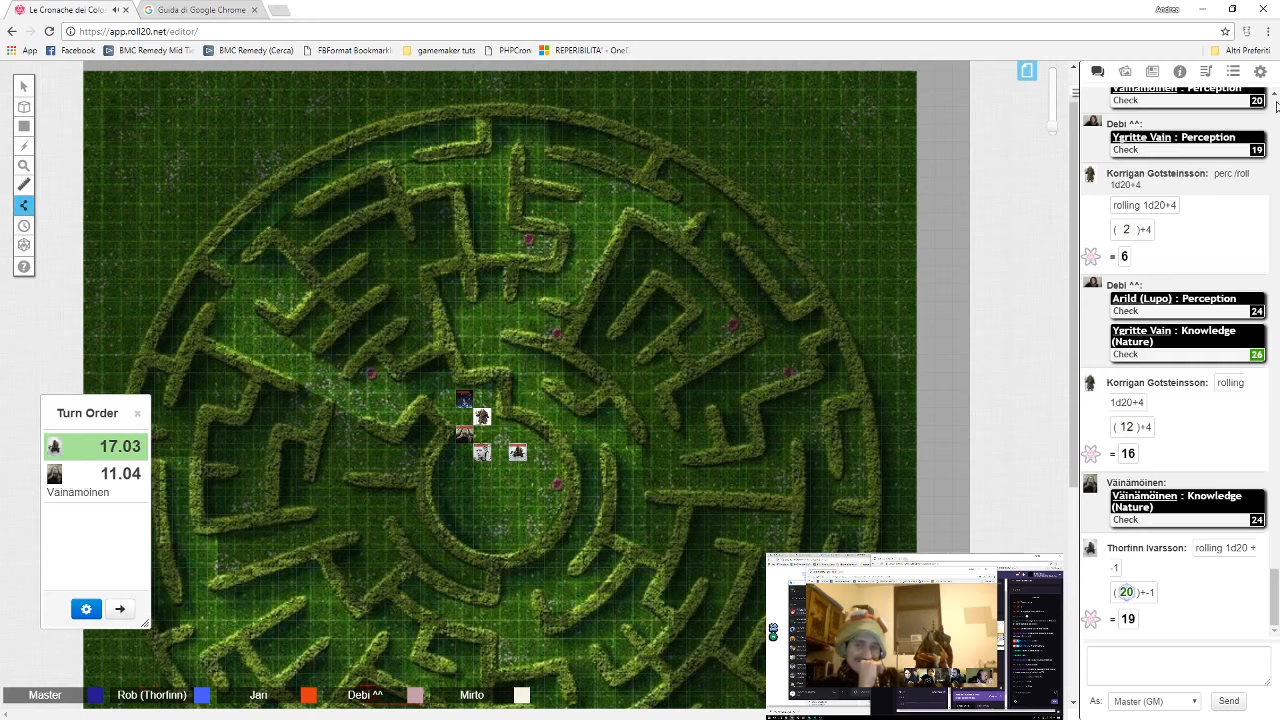 Le Cronache dei Colo
Guida di Google Chrome
Andrea
https://app.roll20.net/editor/
App
Facebook
BMC Remedy Mid Tie
BMC Remedy (Cerca)
FBFormat Bookmarkl
gamemaker tuts
PHPCron
REPERIBILITA' - OneD
Altri Preferiti
Väinämöinen : Perception
Check 20
Debi ^^:
Ygritte Vain : Perception
Check 19
Korrigan Gotsteinsson: perc /roll
1d20+4
rolling 1d20+4
( 2 )+4
= 6
Debi ^^:
Arild (Lupo) : Perception
Check 24
Ygritte Vain : Knowledge
(Nature)
Check 26
Korrigan Gotsteinsson: rolling
1d20+4
( 12 )+4
= 16
Väinämöinen:
Väinämöinen : Knowledge
(Nature)
Check 24
Thorfinn Ivarsson: rolling 1d20 +
-1
( 20 )+-1
= 19
As: Master (GM)
Send
Turn Order
17.03
11.04
Väinämoinen
Master
Rob (Thorfinn)
Jari
Debi ^^
Mirto